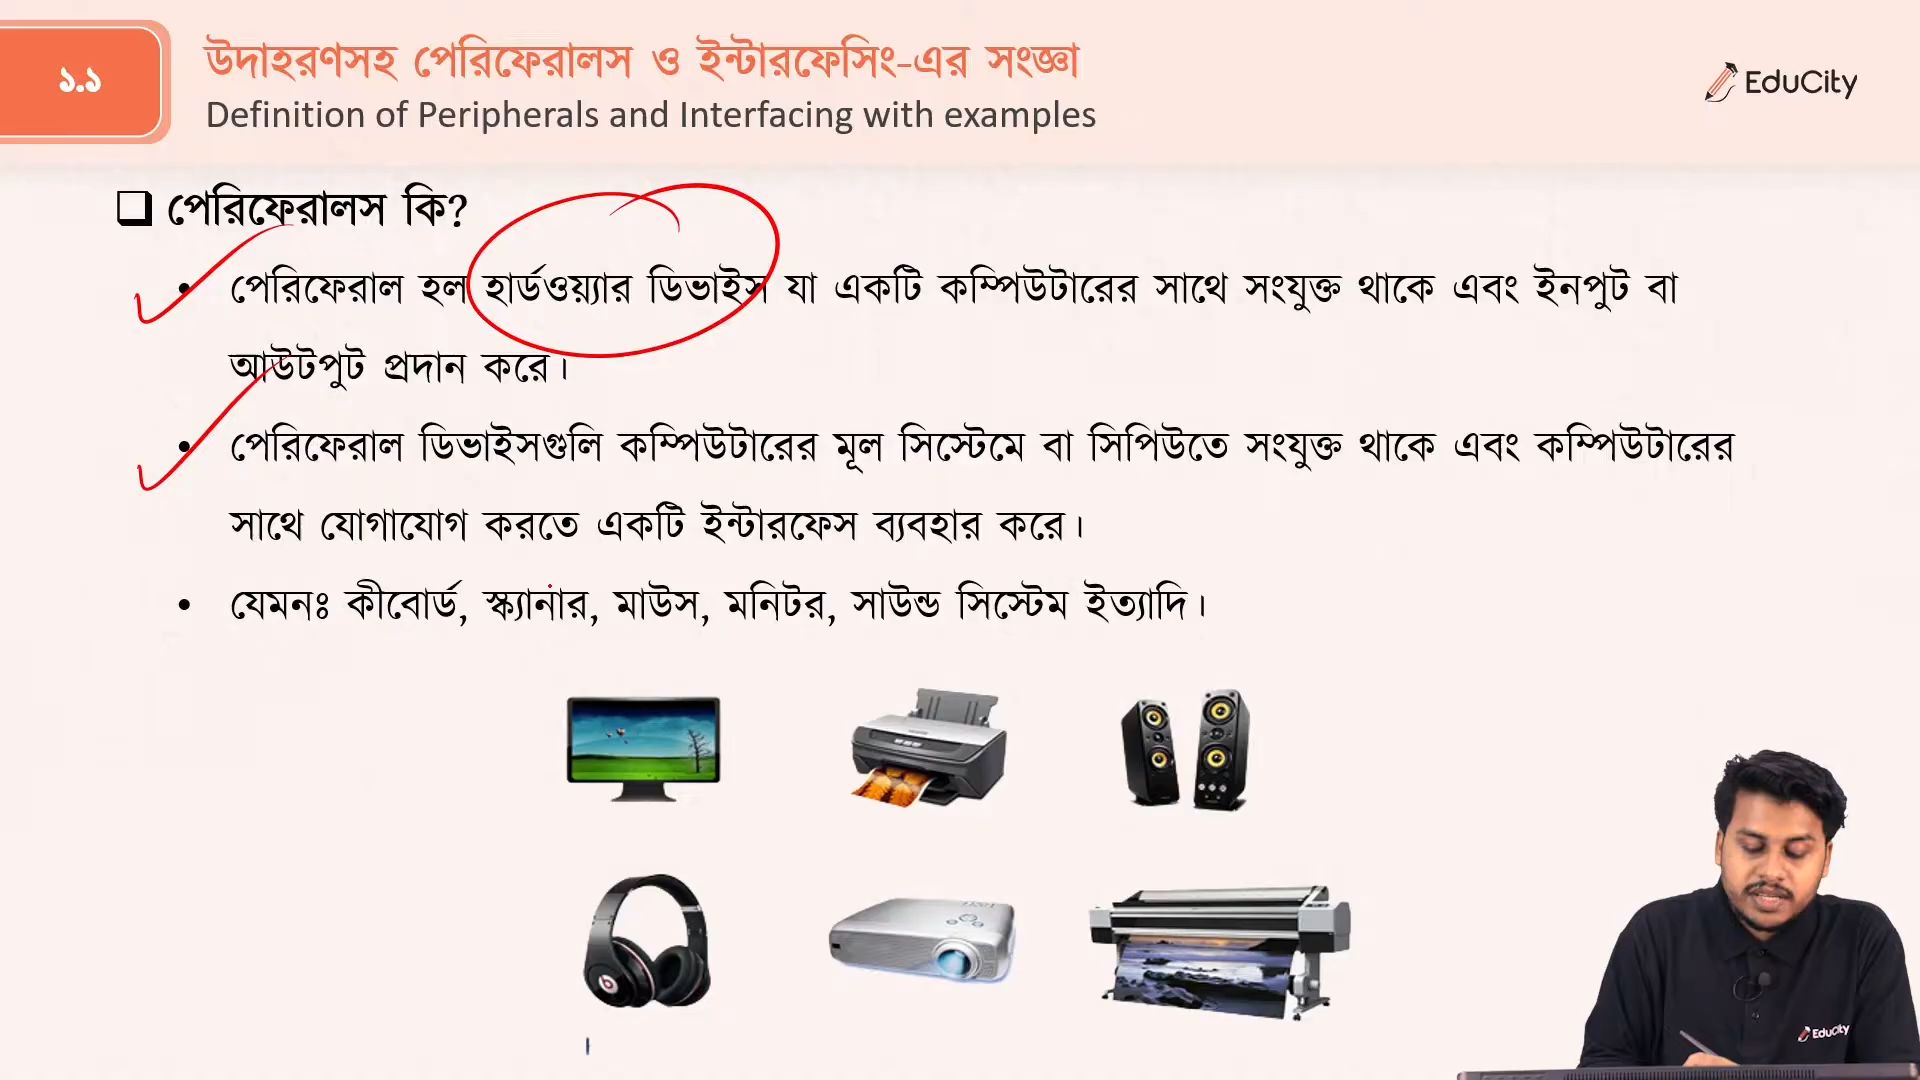 ১.১
উদাহরণসহ পেরিফেরালস ও ইন্টারফেসিং-এর সংজ্ঞা
Definition of Peripherals and Interfacing with examples
EduCity
পেরিফেরালস কি?
• পেরিফেরাল হল হার্ডওয়্যার ডিভাইস যা একটি কম্পিউটারের সাথে সংযুক্ত থাকে এবং ইনপুট বা
আউটপুট প্রদান করে।
• পেরিফেরাল ডিভাইসগুলি কম্পিউটারের মূল সিস্টেমে বা সিপিউতে সংযুক্ত থাকে এবং কম্পিউটারের
সাথে যোগাযোগ করতে একটি ইন্টারফেস ব্যবহার করে।
• যেমনঃ কীবোর্ড, স্ক্যানার, মাউস, মনিটর, সাউন্ড সিস্টেম ইত্যাদি।
EduCity